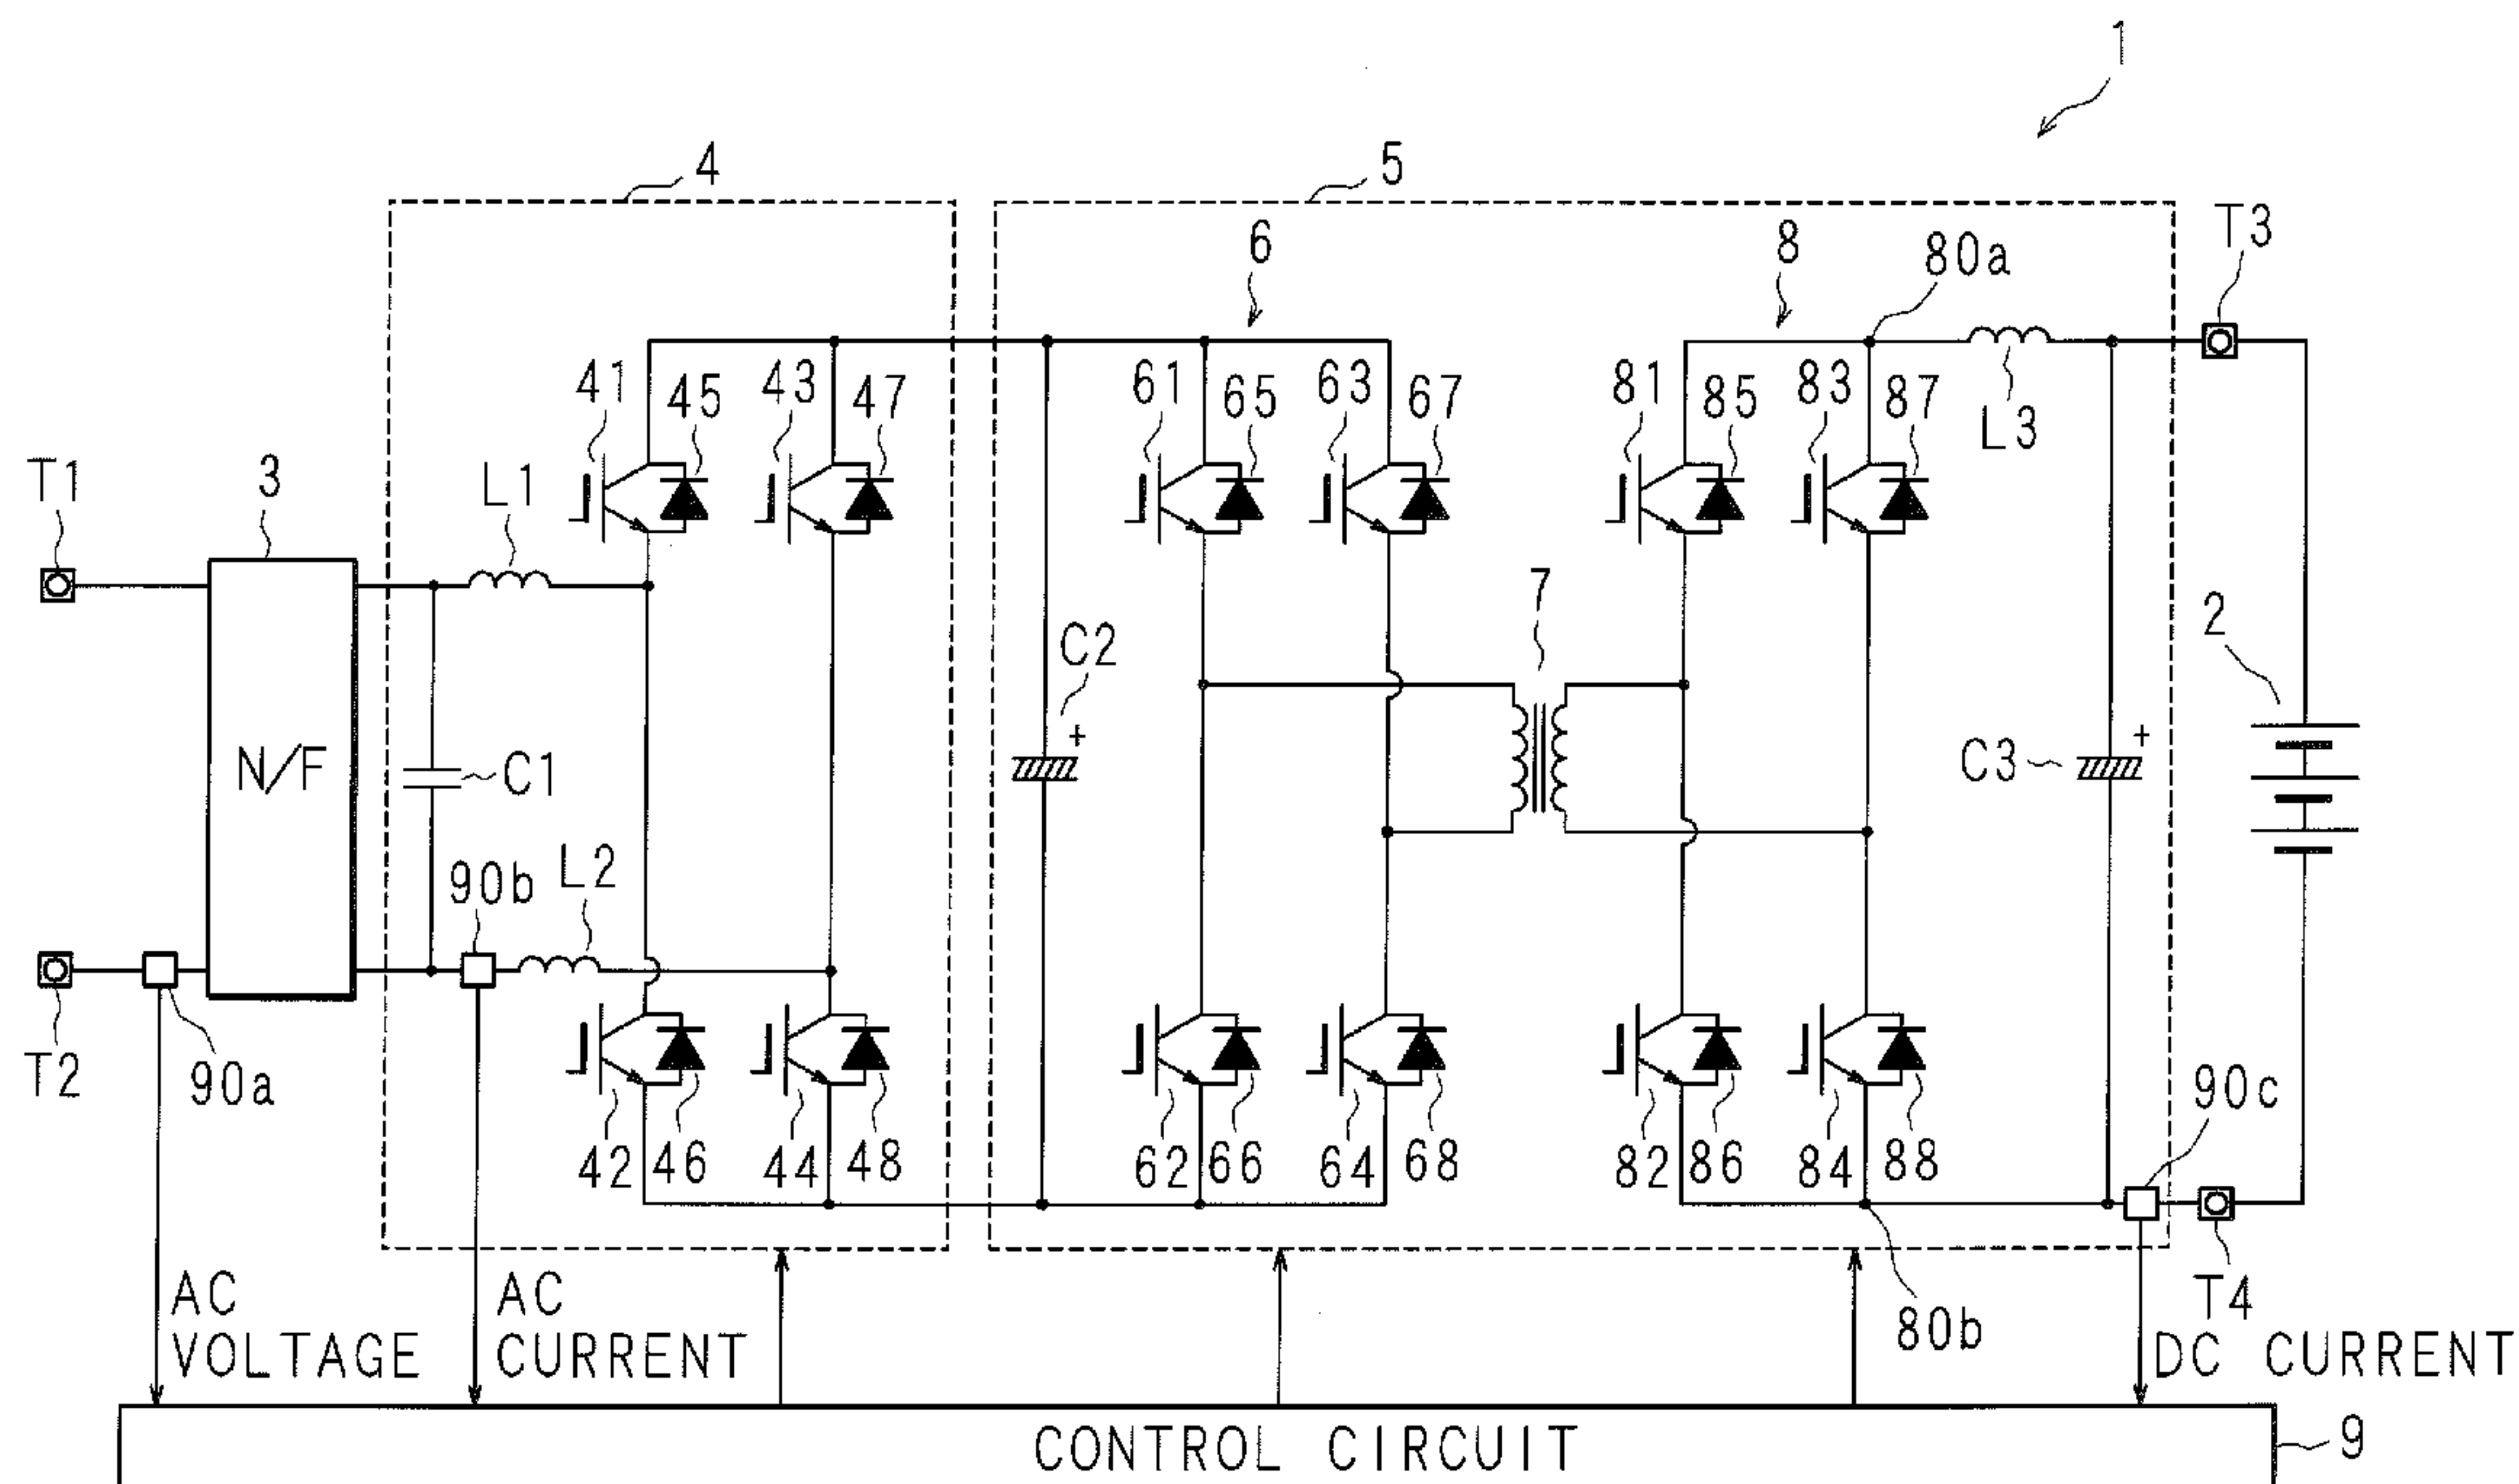 1
4
5
6
8
80a
T3
41
45
43
47
61
65
63
67
81
85
83
87
L3
T1
3
L1
7
2
C2
+
+
N/F
C1
C3
90b
L2
T2
90a
90c
42
46
44
48
62
66
64
68
82
86
84
88
AC
VOLTAGE
AC
CURRENT
80b
T4
DC CURRENT
CONTROL CIRCUIT
9